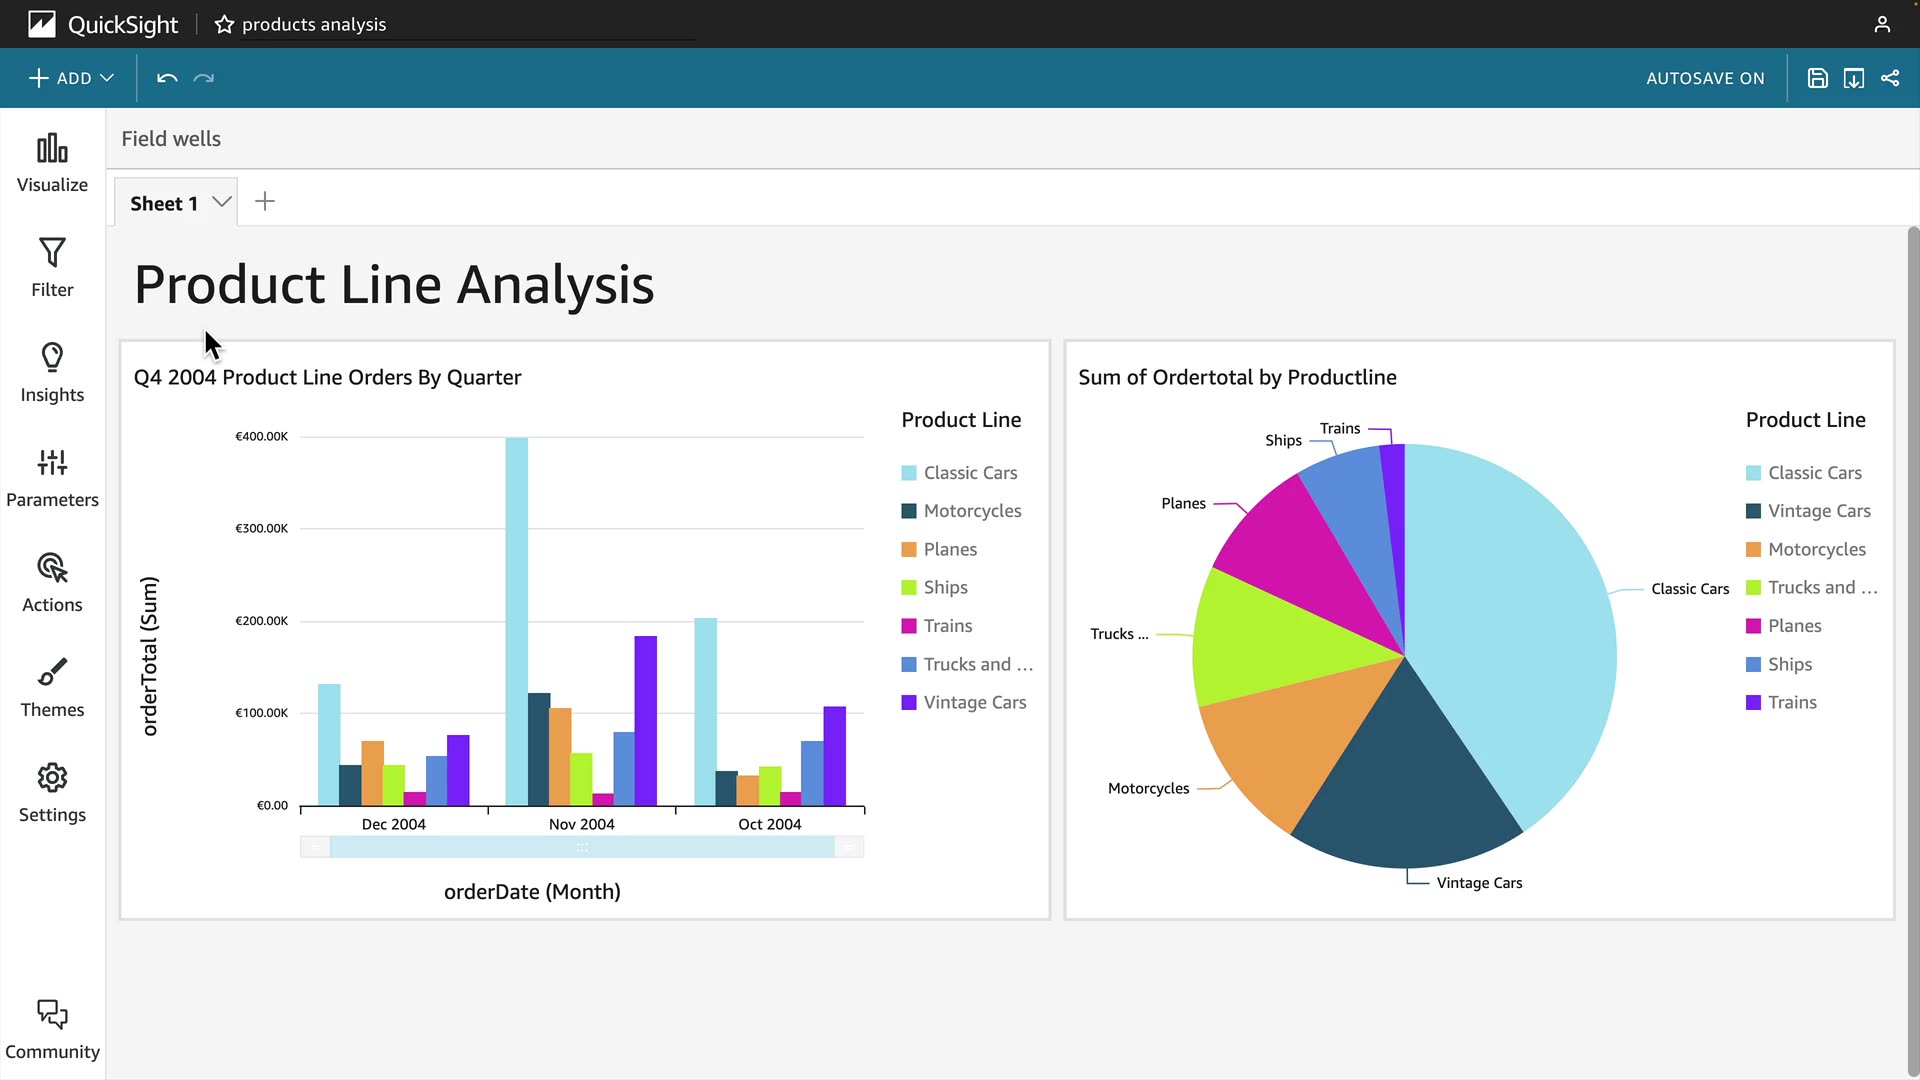 QuickSight
products analysis
ADD
AUTOSAVE ON
Visualize
Filter
Insights
Parameters
Actions
Themes
Settings
Community
Field wells
Sheet 1
Product Line Analysis
Q4 2004 Product Line Orders By Quarter
orderTotal (Sum)
€400.00K
€300.00K
€200.00K
€100.00K
€0.00
Dec 2004
Nov 2004
Oct 2004
orderDate (Month)
Product Line
Classic Cars
Motorcycles
Planes
Ships
Trains
Trucks and ...
Vintage Cars
Sum of Ordertotal by Productline
Trains
Ships
Planes
Trucks ...
Motorcycles
Vintage Cars
Classic Cars
Product Line
Classic Cars
Vintage Cars
Motorcycles
Trucks and ...
Planes
Ships
Trains